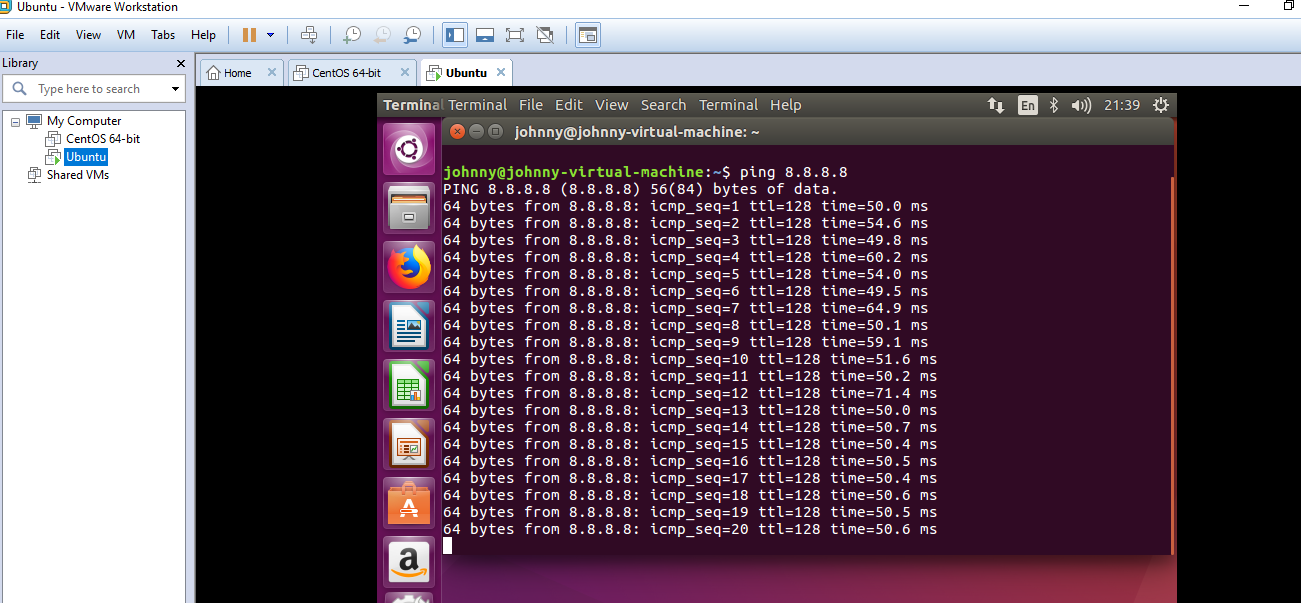 Ubuntu - VMware Workstation
File Edit View VM Tabs Help
Library
Type here to search
My Computer
CentOS 64-bit
Ubuntu
Shared VMs
Home CentOS 64-bit Ubuntu
Terminal Terminal File Edit View Search Terminal Help En 21:39
johnny@johnny-virtual-machine: ~
johnny@johnny-virtual-machine:~$ ping 8.8.8.8
PING 8.8.8.8 (8.8.8.8) 56(84) bytes of data.
64 bytes from 8.8.8.8: icmp_seq=1 ttl=128 time=50.0 ms
64 bytes from 8.8.8.8: icmp_seq=2 ttl=128 time=54.6 ms
64 bytes from 8.8.8.8: icmp_seq=3 ttl=128 time=49.8 ms
64 bytes from 8.8.8.8: icmp_seq=4 ttl=128 time=60.2 ms
64 bytes from 8.8.8.8: icmp_seq=5 ttl=128 time=54.0 ms
64 bytes from 8.8.8.8: icmp_seq=6 ttl=128 time=49.5 ms
64 bytes from 8.8.8.8: icmp_seq=7 ttl=128 time=64.9 ms
64 bytes from 8.8.8.8: icmp_seq=8 ttl=128 time=50.1 ms
64 bytes from 8.8.8.8: icmp_seq=9 ttl=128 time=59.1 ms
64 bytes from 8.8.8.8: icmp_seq=10 ttl=128 time=51.6 ms
64 bytes from 8.8.8.8: icmp_seq=11 ttl=128 time=50.2 ms
64 bytes from 8.8.8.8: icmp_seq=12 ttl=128 time=71.4 ms
64 bytes from 8.8.8.8: icmp_seq=13 ttl=128 time=50.0 ms
64 bytes from 8.8.8.8: icmp_seq=14 ttl=128 time=50.7 ms
64 bytes from 8.8.8.8: icmp_seq=15 ttl=128 time=50.4 ms
64 bytes from 8.8.8.8: icmp_seq=16 ttl=128 time=50.5 ms
64 bytes from 8.8.8.8: icmp_seq=17 ttl=128 time=50.4 ms
64 bytes from 8.8.8.8: icmp_seq=18 ttl=128 time=50.6 ms
64 bytes from 8.8.8.8: icmp_seq=19 ttl=128 time=50.5 ms
64 bytes from 8.8.8.8: icmp_seq=20 ttl=128 time=50.6 ms